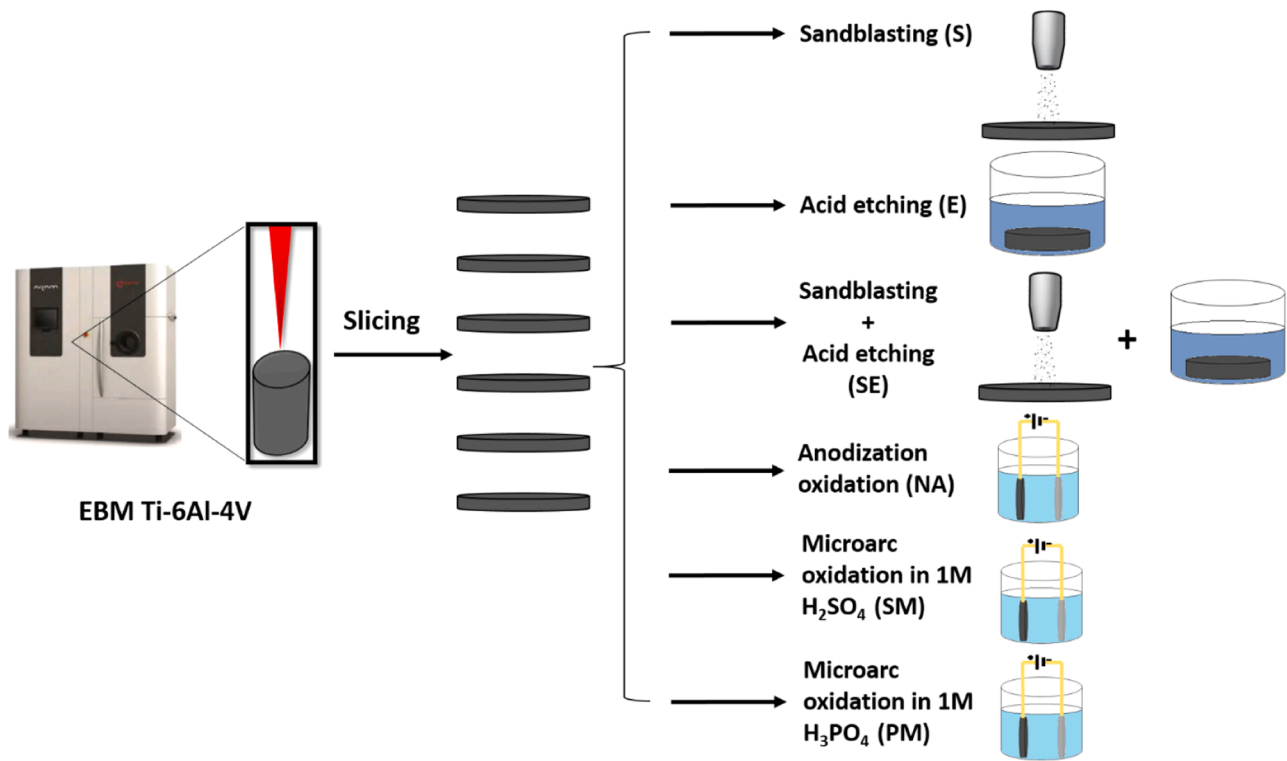 Sandblasting (S)
Acid etching (E)
Slicing
Sandblasting
+
Acid etching
(SE)
+
Anodization
oxidation (NA)
EBM Ti-6Al-4V
Microarc
oxidation in 1M
H₂SO₄ (SM)
Microarc
oxidation in 1M
H₃PO₄ (PM)